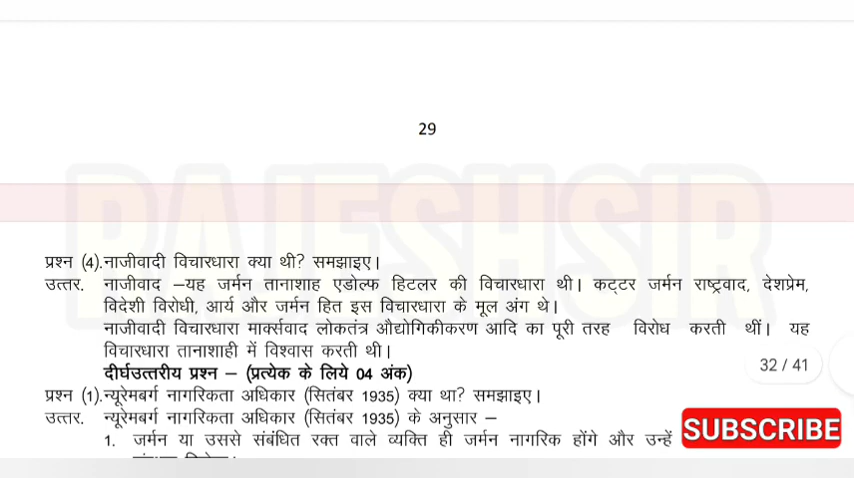 29
RAJESHSIR
प्रश्न (4). नाजीवादी विचारधारा क्या थी? समझाइए।
उत्तर. नाजीवाद –यह जर्मन तानाशाह एडोल्फ हिटलर की विचारधारा थी। कट्टर जर्मन राष्ट्रवाद, देशप्रेम,
विदेशी विरोधी, आर्य और जर्मन हित इस विचारधारा के मूल अंग थे।
नाजीवादी विचारधारा मार्क्सवाद लोकतंत्र औद्योगिकीकरण आदि का पूरी तरह विरोध करती थीं। यह
विचारधारा तानाशाही में विश्वास करती थी।
दीर्घउत्तरीय प्रश्न – (प्रत्येक के लिये 04 अंक)
32 / 41
प्रश्न (1). न्यूरेमबर्ग नागरिकता अधिकार (सितंबर 1935) क्या था? समझाइए।
उत्तर. न्यूरेमबर्ग नागरिकता अधिकार (सितंबर 1935) के अनुसार –
1. जर्मन या उससे संबंधित रक्त वाले व्यक्ति ही जर्मन नागरिक होंगे और उन्हें
SUBSCRIBE